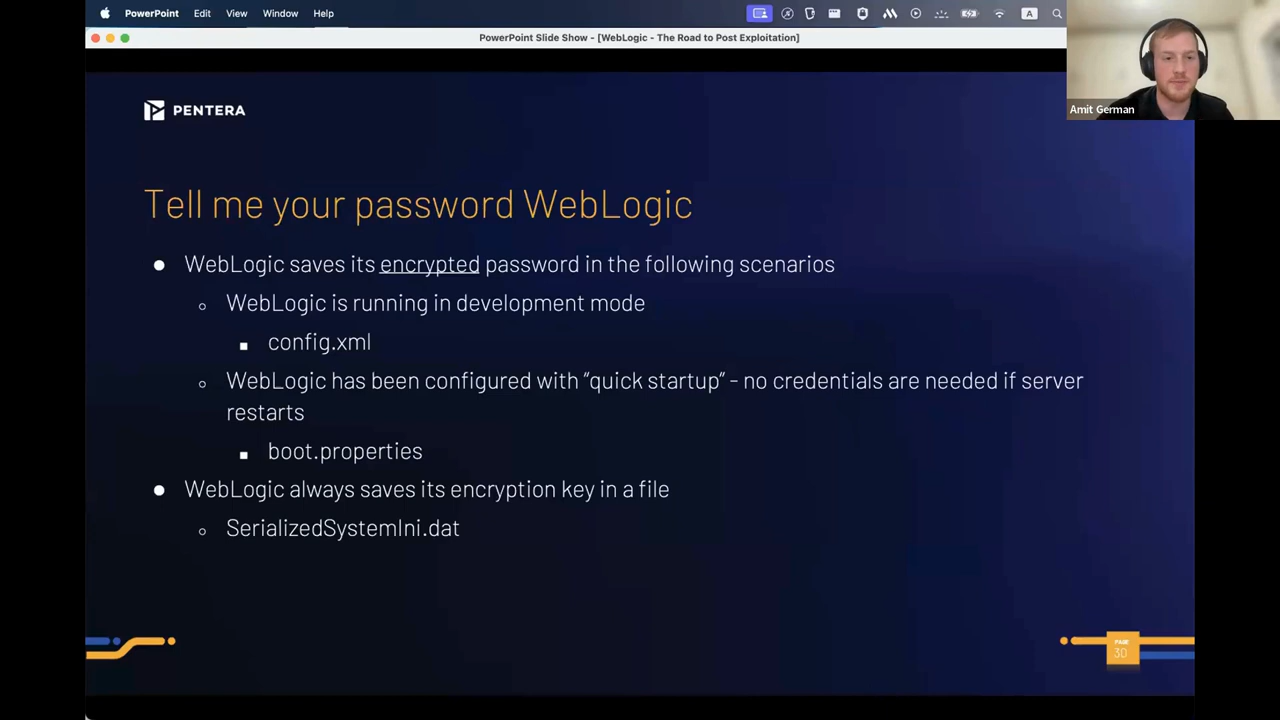 PowerPoint Edit View Window Help
A
PowerPoint Slide Show - [WebLogic - The Road to Post Exploitation]
Amit German
PENTERA
Tell me your password WebLogic
● WebLogic saves its encrypted password in the following scenarios
○ WebLogic is running in development mode
■ config.xml
○ WebLogic has been configured with “quick startup” - no credentials are needed if server
restarts
■ boot.properties
● WebLogic always saves its encryption key in a file
○ SerializedSystemIni.dat
PAGE
30